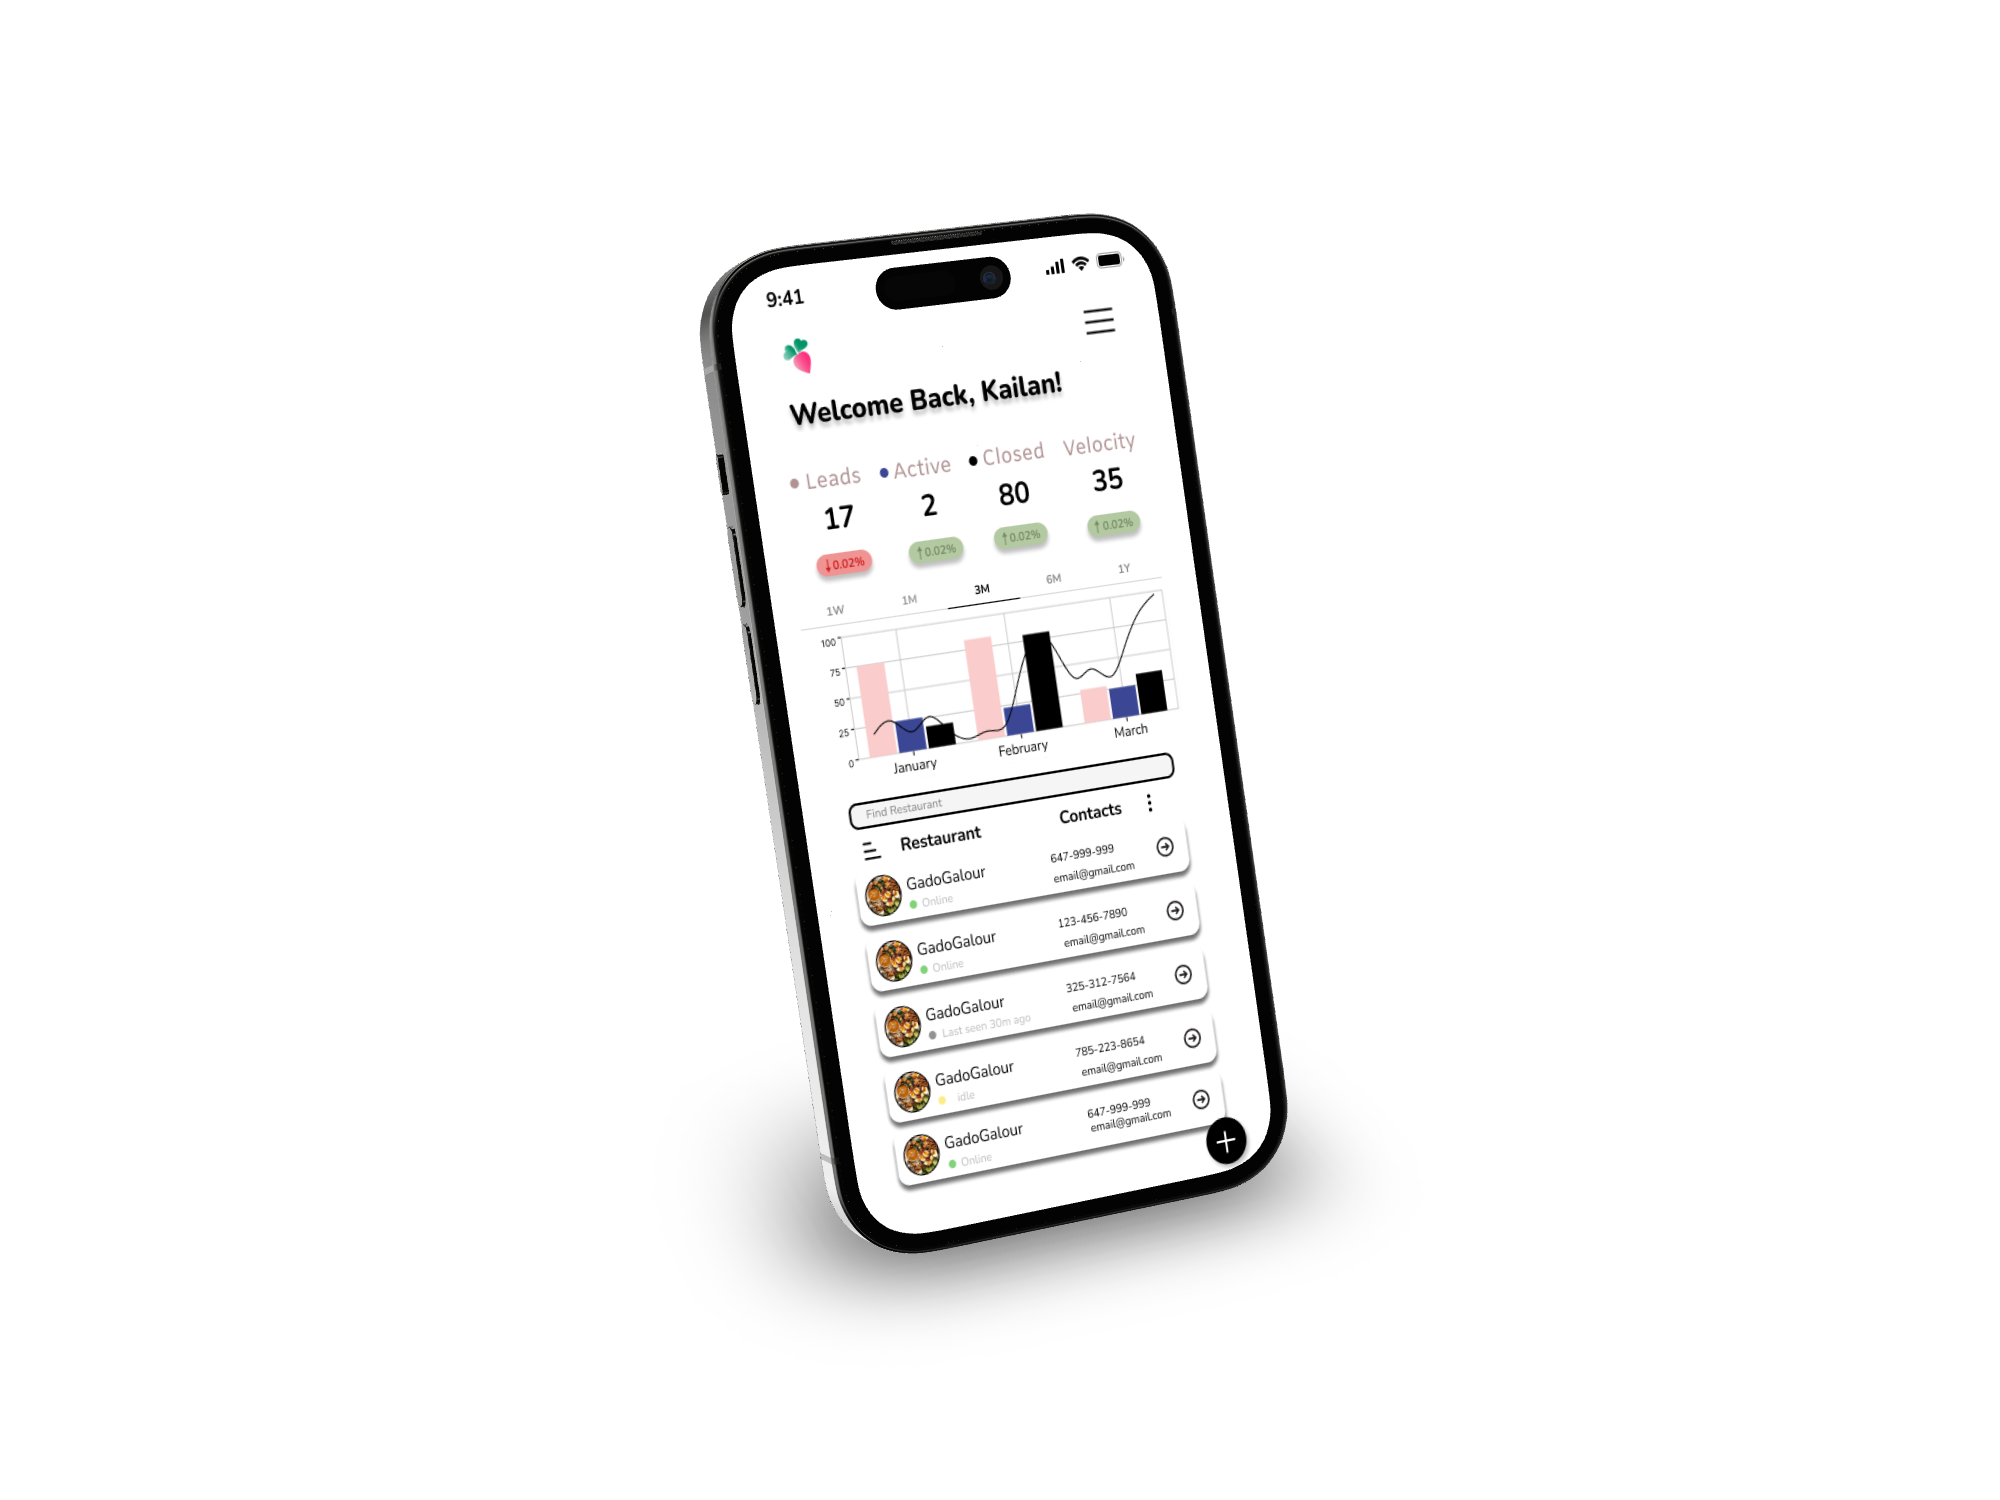 9:41
Welcome Back, Kailan!
Leads Active Closed Velocity
17 2 80 35
↓0.02% ↑0.02% ↑0.02% ↑0.02%
1W 1M 3M 6M 1Y
100
75
50
25
0
January February March
Find Restaurant
Restaurant Contacts
GadoGalour 647-999-999
Online email@gmail.com
GadoGalour 123-456-7890
Online email@gmail.com
GadoGalour 325-312-7564
Last seen 30m ago email@gmail.com
GadoGalour 785-223-8654
idle email@gmail.com
GadoGalour 647-999-999
Online email@gmail.com